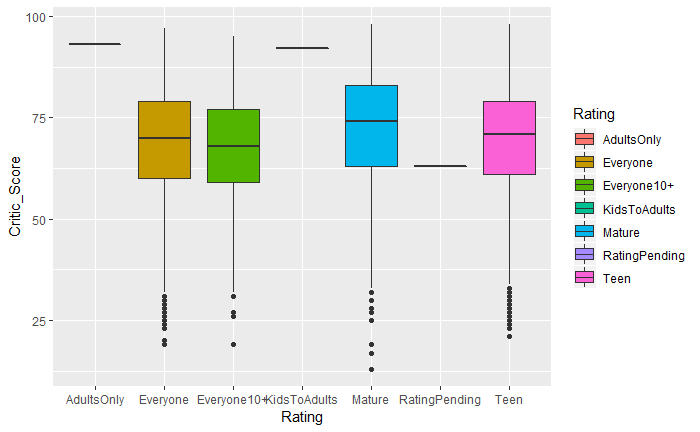 100
75
50
25
Critic_Score
AdultsOnly
Everyone
Everyone10+
KidsToAdults
Mature
RatingPending
Teen
Rating
Rating
AdultsOnly
Everyone
Everyone10+
KidsToAdults
Mature
RatingPending
Teen